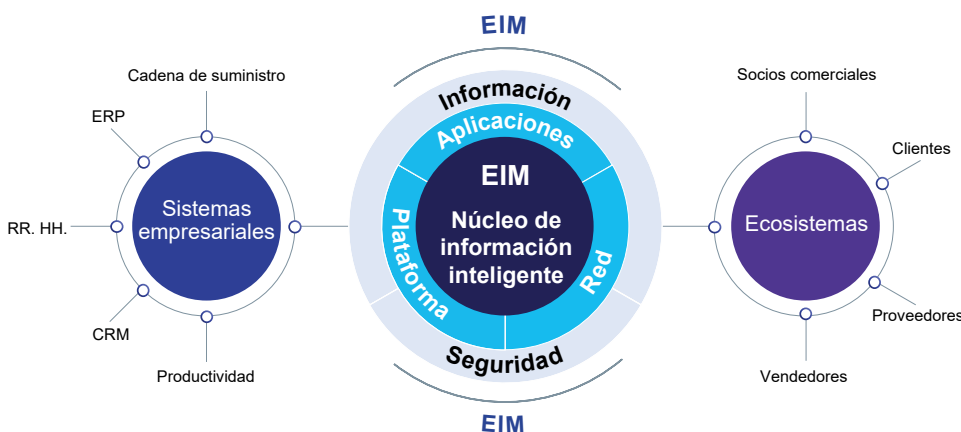 EIM
Cadena de suministro
ERP
RR. HH.
CRM
Productividad
Sistemas
empresariales
Información
Aplicaciones
Plataforma
Red
EIM
Núcleo de
información
inteligente
Seguridad
EIM
Socios comerciales
Clientes
Ecosistemas
Proveedores
Vendedores